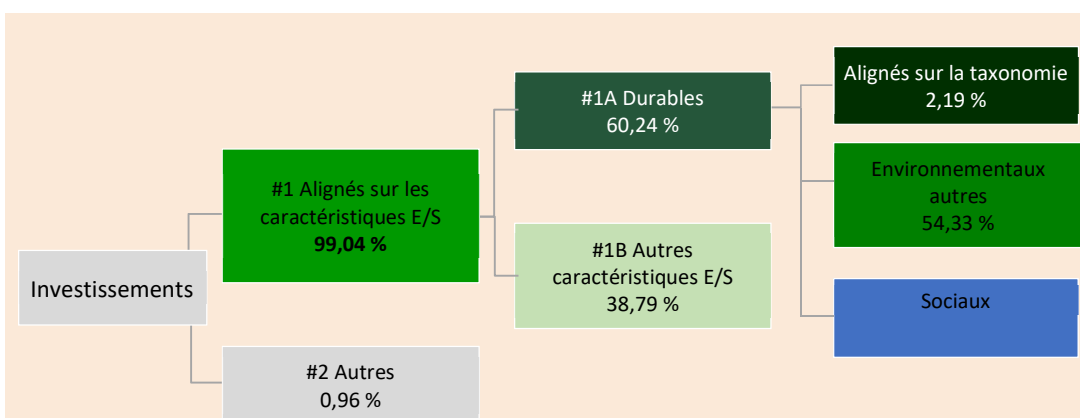 Investissements
#1 Alignés sur les
caractéristiques E/S
99,04 %
#2 Autres
0,96 %
#1A Durables
60,24 %
#1B Autres
caractéristiques E/S
38,79 %
Alignés sur la taxonomie
2,19 %
Environnementaux
autres
54,33 %
Sociaux